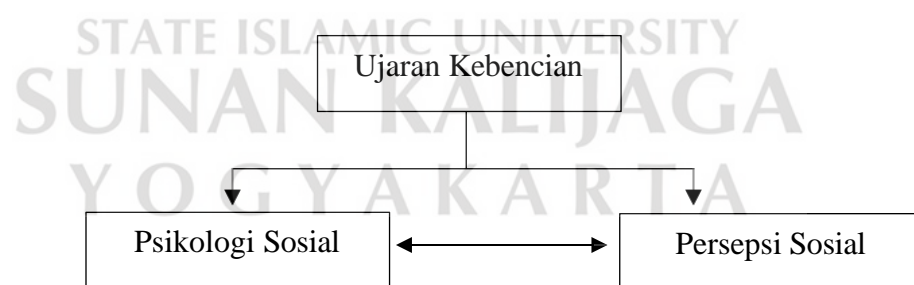 STATE ISLAMIC UNIVERSITY
Ujaran Kebencian
SUNAN KALIJAGA
YOGYAKARTA
Psikologi Sosial
Persepsi Sosial